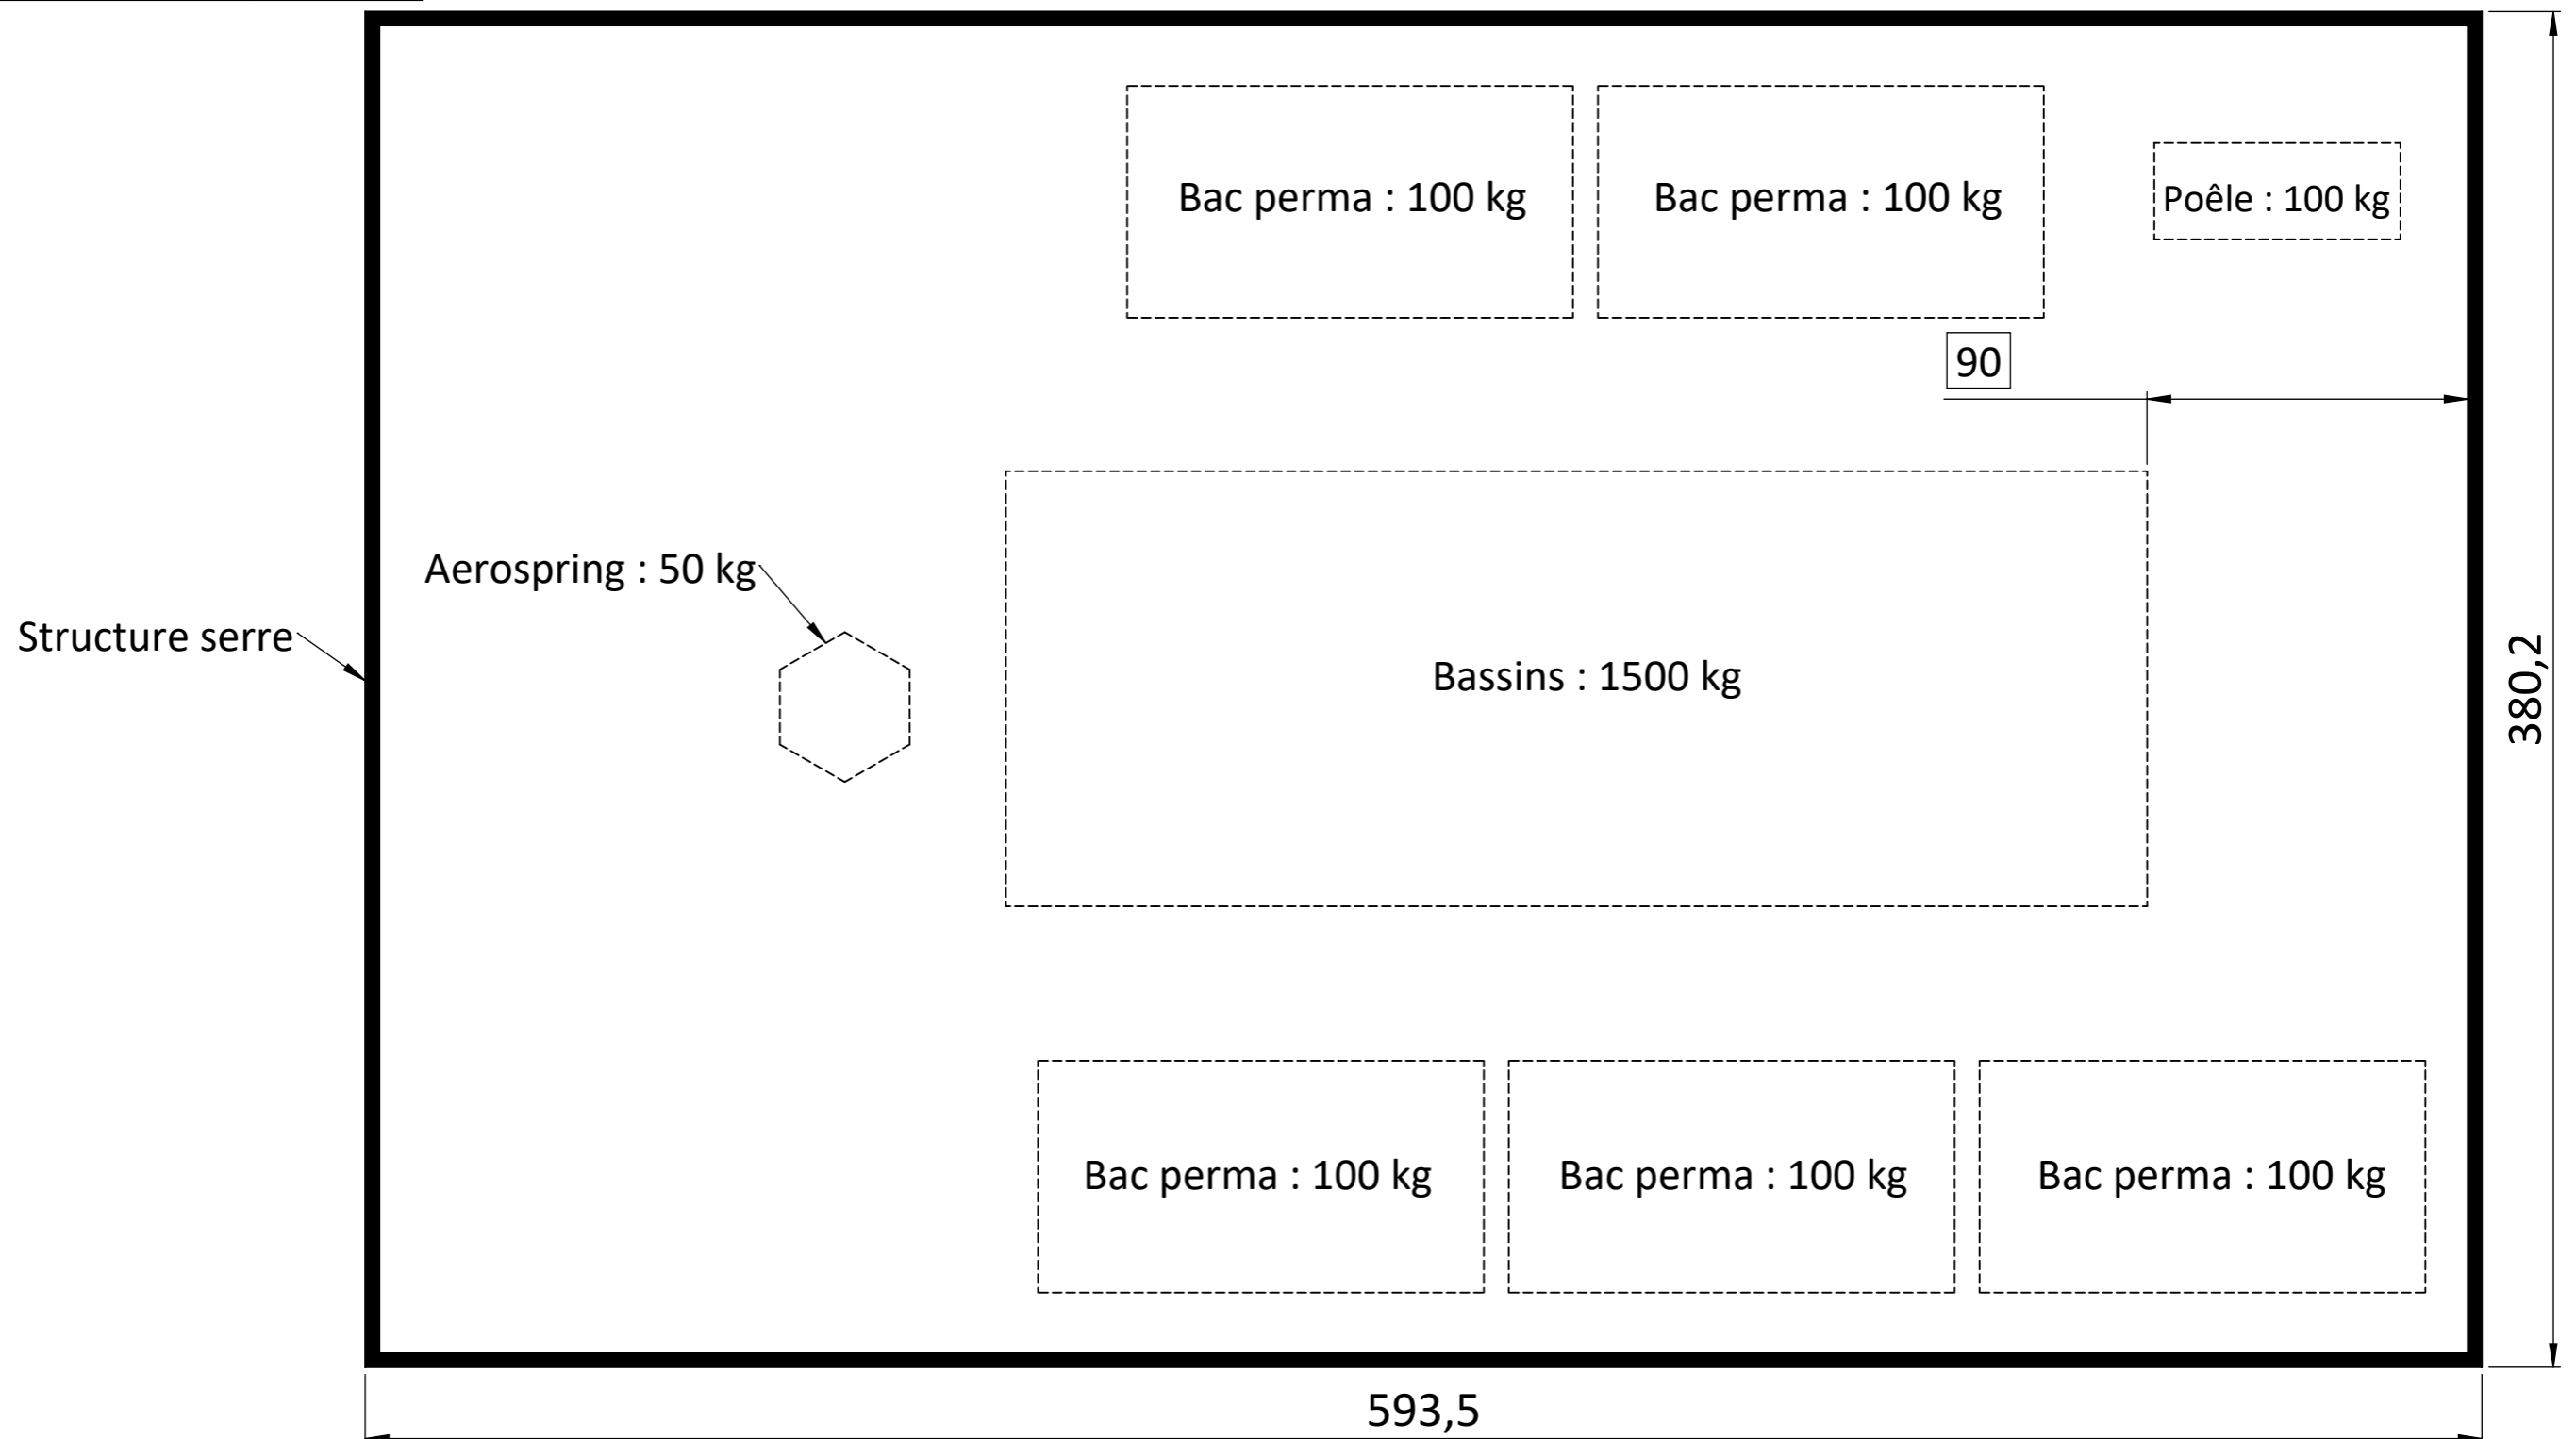 Bac perma : 100 kg
Bac perma : 100 kg
Poêle : 100 kg
90
Aerospring : 50 kg
Structure serre
Bassins : 1500 kg
380,2
Bac perma : 100 kg
Bac perma : 100 kg
Bac perma : 100 kg
593,5